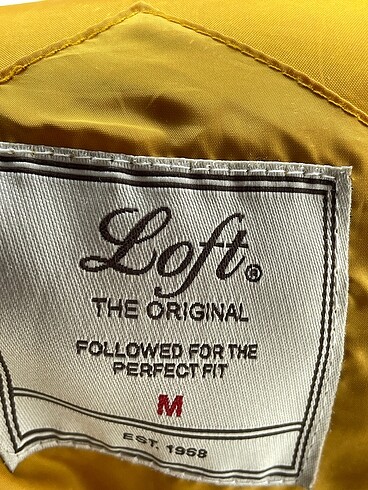 Loft®
THE ORIGINAL
FOLLOWED FOR THE
PERFECT FIT
M
EST. 1968